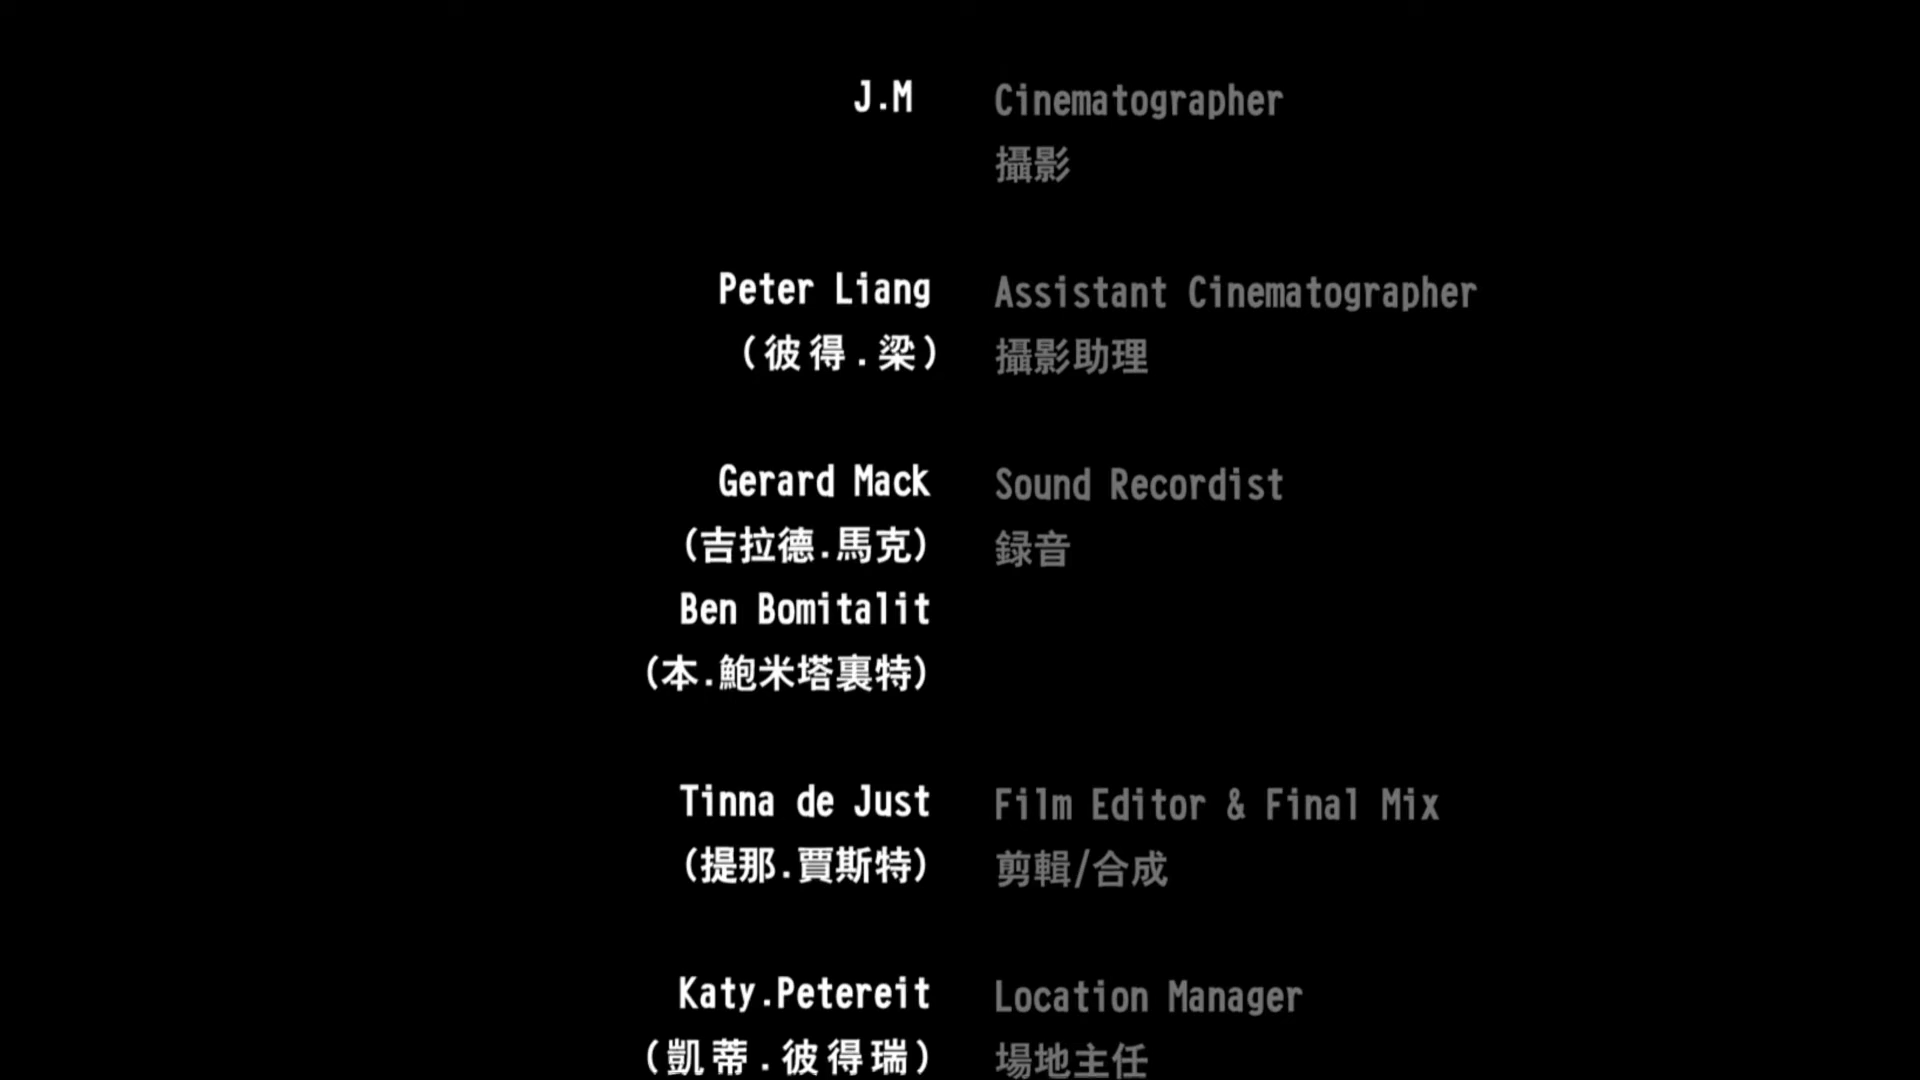 J.M Cinematographer
攝影
Peter Liang Assistant Cinematographer
(彼得.梁) 攝影助理
Gerard Mack Sound Recordist
(吉拉德.馬克) 録音
Ben Bomitalit
(本.鮑米塔裏特)
Tinna de Just Film Editor & Final Mix
(提那.賈斯特) 剪輯/合成
Katy.Petereit Location Manager
(凱蒂.彼得瑞) 場地主任